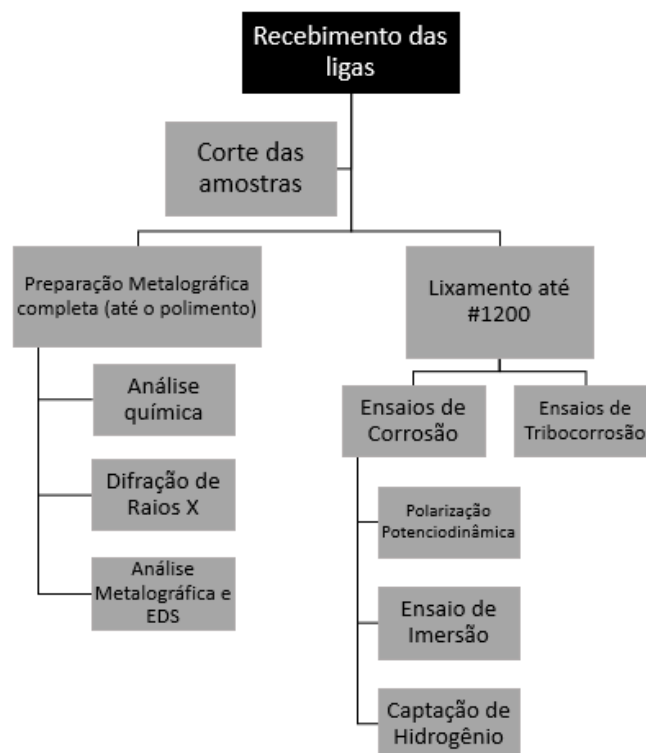 Recebimento das
ligas
Corte das
amostras
Preparação Metalográfica
completa (até o polimento)
Lixamento até
#1200
Análise
química
Difração de
Raios X
Análise
Metalográfica e
EDS
Ensaios de
Corrosão
Ensaios de
Tribocorrosão
Polarização
Potenciodinâmica
Ensaio de
Imersão
Captação de
Hidrogênio